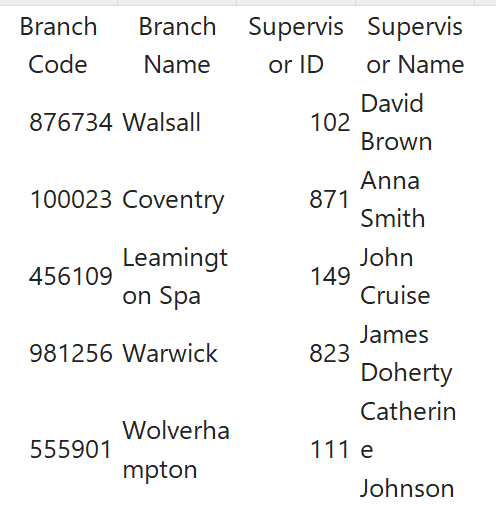 Branch Code Branch Name Supervisor ID Supervisor Name
876734 Walsall 102 David Brown
100023 Coventry 871 Anna Smith
456109 Leamington Spa 149 John Cruise
981256 Warwick 823 James Doherty
555901 Wolverhampton 111 Catherine Johnson